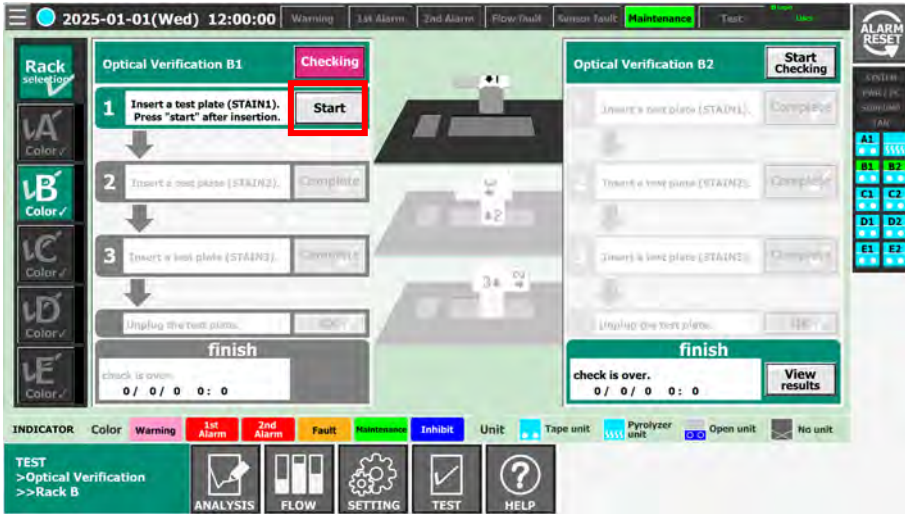 2025-01-01(Wed) 12:00:00
Warning
1st Alarm
2nd Alarm
Flow Fault
Sensor Fault
Maintenance
Test
ALARM
RESET
Rack
selection
A
Color✓
B
Color✓
C
Color✓
D
Color✓
E
Color✓
Optical Verification B1
Checking
1
Insert a test plate (STAIN1).
Press "start" after insertion.
Start
2
Insert a test plate (STAIN2).
Complete
3
Insert a test plate (STAIN3).
Complete
Unplug the test plate.
finish
check is over.
0/ 0/ 0 0: 0
Optical Verification B2
Start
Checking
Insert a test plate (STAIN1).
Complete
Insert a test plate (STAIN2).
Complete
Insert a test plate (STAIN3).
Complete
Unplug the test plate.
finish
check is over.
0/ 0/ 0 0: 0
View
results
SYSTEM
A1
B1 B2
C1 C2
D1 D2
E1 E2
INDICATOR Color Warning 1st Alarm 2nd Alarm Fault Maintenance Inhibit Unit Tape unit Pyrolyzer unit Open unit No unit
TEST
>Optical Verification
>>Rack B
ANALYSIS
FLOW
SETTING
TEST
HELP